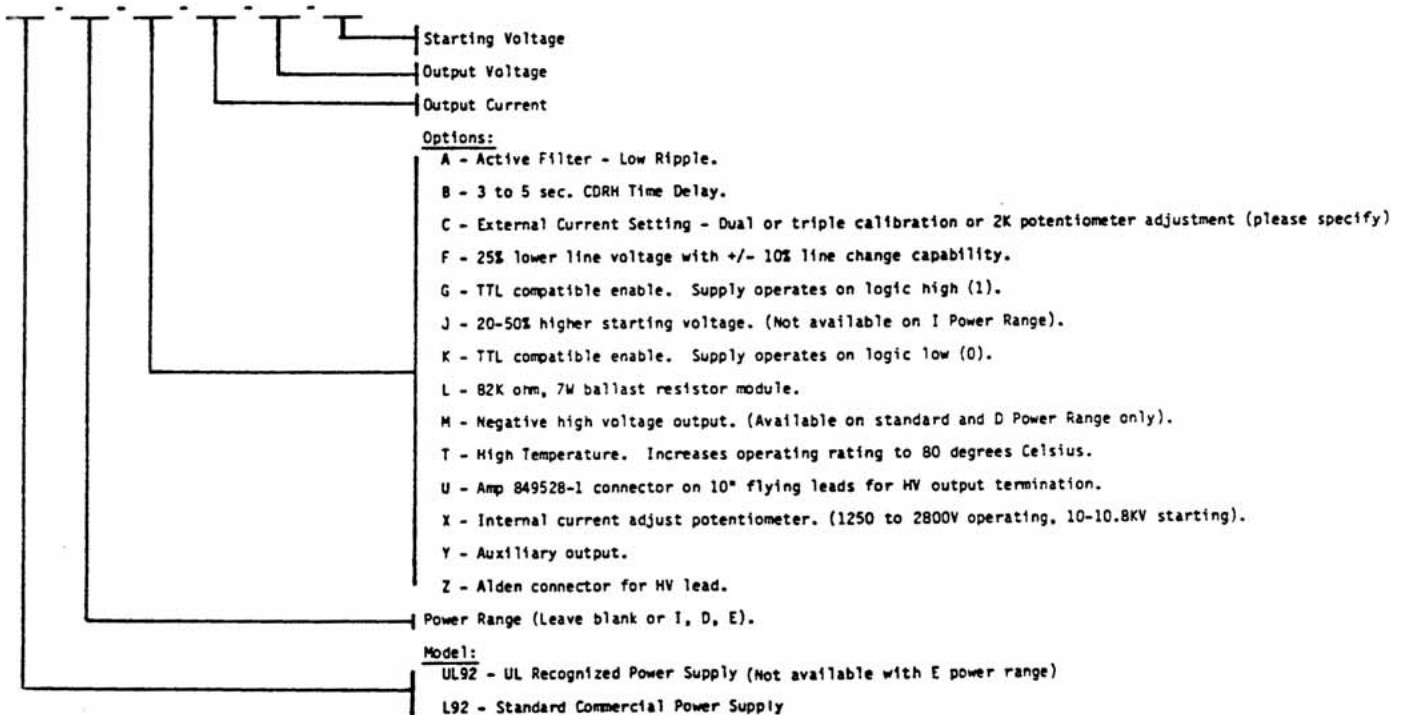 Starting Voltage
Output Voltage
Output Current
Options:
A - Active Filter - Low Ripple.
B - 3 to 5 sec. CDRH Time Delay.
C - External Current Setting - Dual or triple calibration or 2K potentiometer adjustment (please specify)
F - 25% lower line voltage with +/- 10% line change capability.
G - TTL compatible enable. Supply operates on logic high (1).
J - 20-50% higher starting voltage. (Not available on I Power Range).
K - TTL compatible enable. Supply operates on logic low (0).
L - 82K ohm, 7W ballast resistor module.
M - Negative high voltage output. (Available on standard and D Power Range only).
T - High Temperature. Increases operating rating to 80 degrees Celsius.
U - Amp 849528-1 connector on 10" flying leads for HV output termination.
X - Internal current adjust potentiometer. (1250 to 2800V operating, 10-10.8KV starting).
Y - Auxiliary output.
Z - Alden connector for HV lead.
Power Range (Leave blank or I, D, E).
Model:
UL92 - UL Recognized Power Supply (Not available with E power range)
L92 - Standard Commercial Power Supply